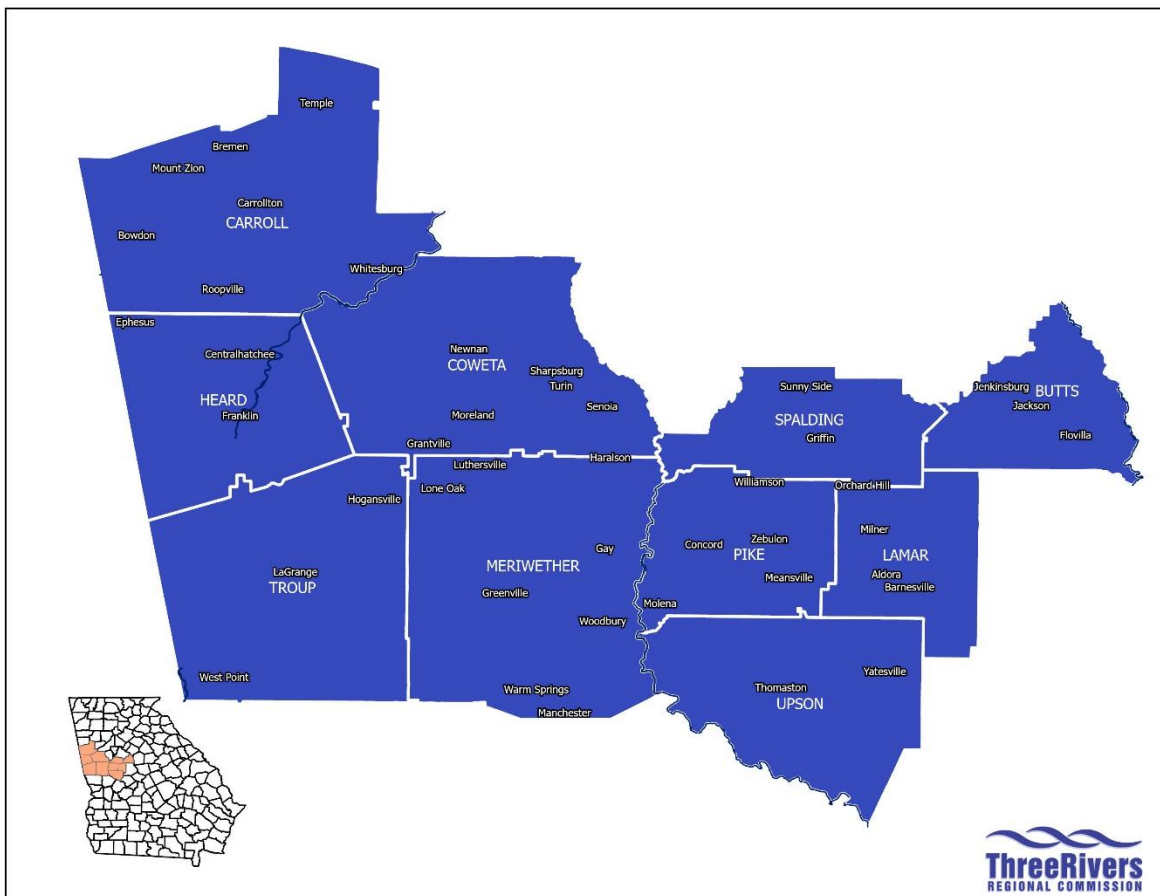 Temple
Bremen
Mount Zion
Carrollton
CARROLL
Bowdon
Whitesburg
Roopville
Ephesus
Centralhatchee
HEARD
Franklin
Newnan
COWETA
Sharpsburg
Turin
Senoia
Moreland
Grantville
Haralson
Sunny Side
SPALDING
Griffin
Jenkinsburg
BUTTS
Jackson
Flovilla
Luthersville
Lone Oak
Hogansville
LaGrange
TROUP
West Point
MERIWETHER
Gay
Greenville
Woodbury
Warm Springs
Manchester
Williamson
Orchard Hill
Concord
Zebulon
PIKE
Meansville
Molena
Milner
LAMAR
Aldora
Barnesville
Yatesville
Thomaston
UPSON
ThreeRivers
REGIONAL COMMISSION